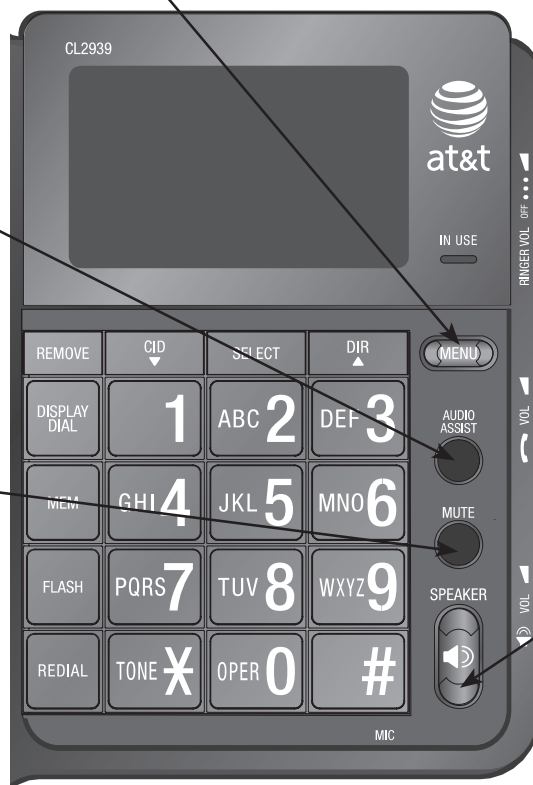 CL2939
at&t
IN USE
RINGER VOL OFF
REMOVE CID SELECT DIR MENU
DISPLAY
DIAL
1 ABC 2 DEF 3
AUDIO
ASSIST
VOL
MEM GHI 4 JKL 5 MNO 6
MUTE
FLASH PQRS 7 TUV 8 WXYZ 9
SPEAKER
VOL
REDIAL TONE * OPER 0 #
MIC